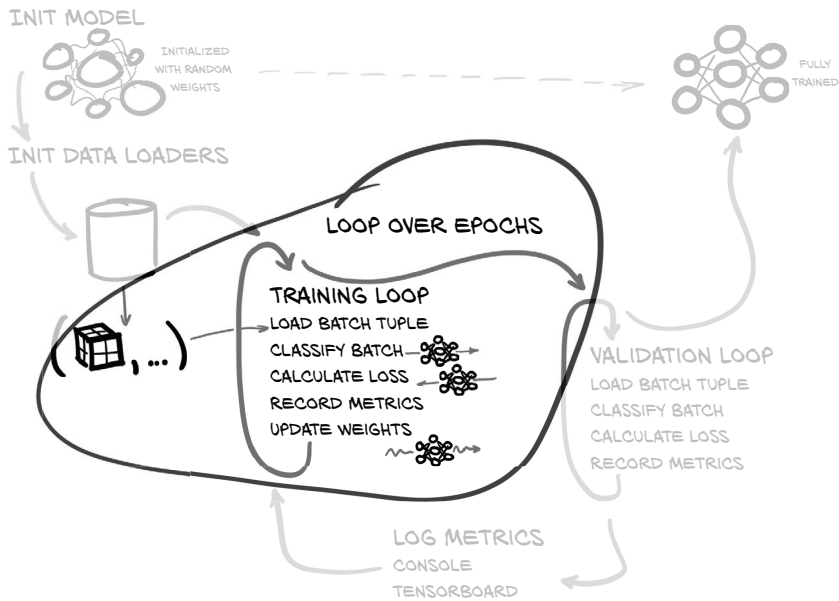 INIT MODEL
INITIALIZED
WITH RANDOM
WEIGHTS
FULLY
TRAINED
INIT DATA LOADERS
LOOP OVER EPOCHS
TRAINING LOOP
LOAD BATCH TUPLE
CLASSIFY BATCH
CALCULATE LOSS
RECORD METRICS
UPDATE WEIGHTS
( , ... )
VALIDATION LOOP
LOAD BATCH TUPLE
CLASSIFY BATCH
CALCULATE LOSS
RECORD METRICS
LOG METRICS
CONSOLE
TENSORBOARD